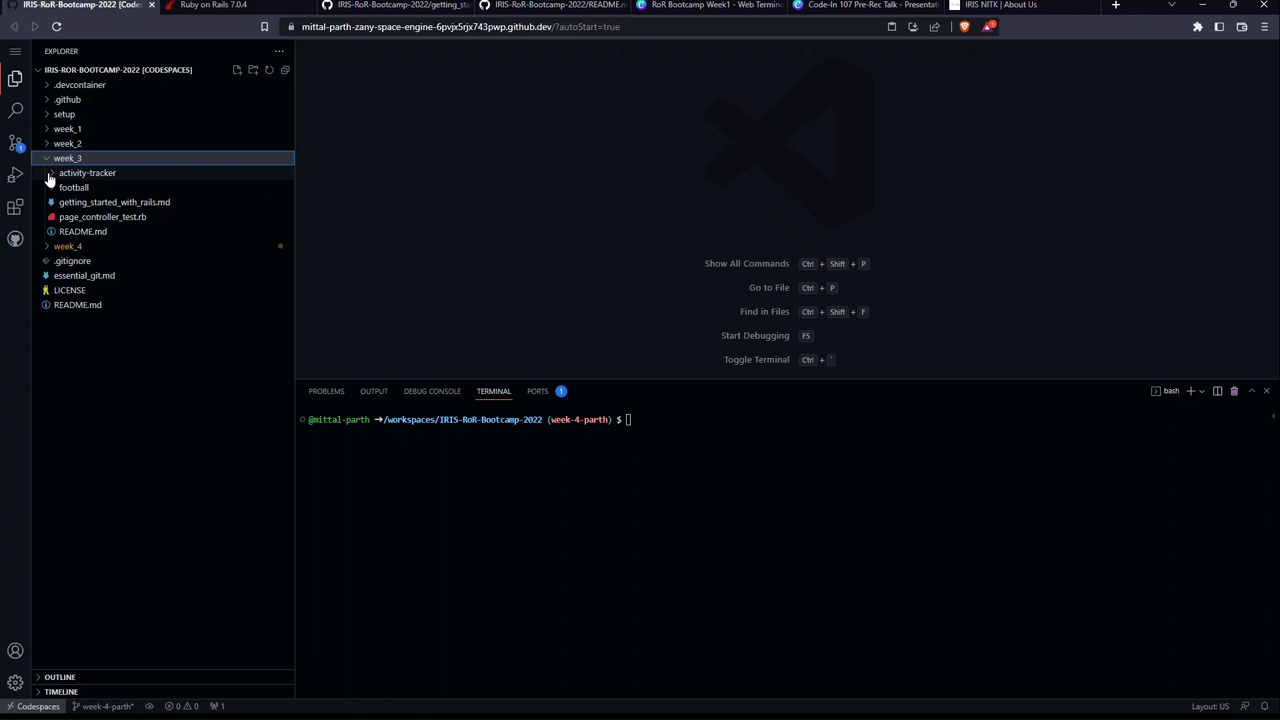 IRIS-RoR-Bootcamp-2022 [Codes
Ruby on Rails 7.0.4
IRIS-RoR-Bootcamp-2022/getting_sta
IRIS-RoR-Bootcamp-2022/README.m
RoR Bootcamp Week1 - Web Termin
Code-In 107 Pre-Rec Talk - Presentat
IRIS NITK | About Us
mittal-parth-zany-space-engine-6pvjx5rjx743pwp.github.dev/?autoStart=true
EXPLORER
IRIS-ROR-BOOTCAMP-2022 [CODESPACES]
.devcontainer
.github
setup
week_1
week_2
week_3
activity-tracker
football
getting_started_with_rails.md
page_controller_test.rb
README.md
week_4
.gitignore
essential_git.md
LICENSE
README.md
OUTLINE
TIMELINE
Show All Commands Ctrl + Shift + P
Go to File Ctrl + P
Find in Files Ctrl + Shift + F
Start Debugging F5
Toggle Terminal Ctrl + `
PROBLEMS OUTPUT DEBUG CONSOLE TERMINAL PORTS 1
bash
@mittal-parth ➜/workspaces/IRIS-RoR-Bootcamp-2022 (week-4-parth) $
1
Codespaces week-4-parth* 0 0 1 Layout: US